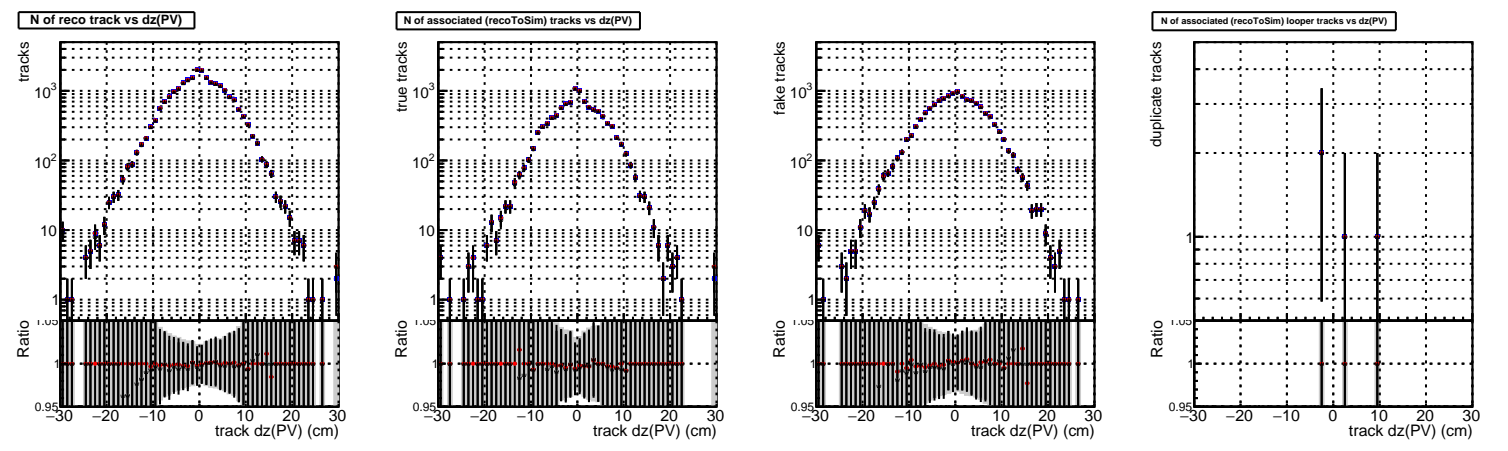 N of reco track vs dz(PV)
tracks
10³
10²
10
1
1.05
Ratio
1
0.95
−30 −20 −10 0 10 20 30
track dz(PV) (cm)
N of associated (recoToSim) tracks vs dz(PV)
true tracks
10³
10²
10
1
1.05
Ratio
1
0.95
−30 −20 −10 0 10 20 30
track dz(PV) (cm)
fake tracks
10³
10²
10
1
1.05
Ratio
1
0.95
−30 −20 −10 0 10 20 30
track dz(PV) (cm)
N of associated (recoToSim) looper tracks vs dz(PV)
duplicate tracks
1
1.05
Ratio
1
0.95
−30 −20 −10 0 10 20 30
track dz(PV) (cm)